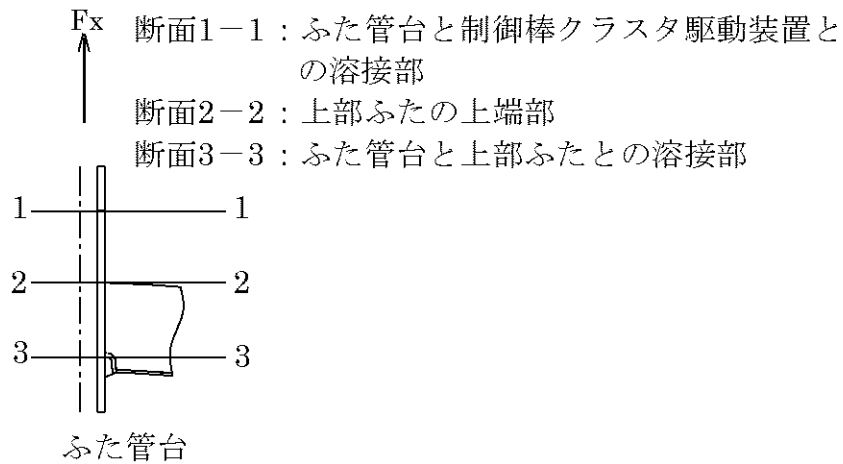 Fx
断面1-1：ふた管台と制御棒クラスタ駆動装置と
の溶接部
断面2-2：上部ふたの上端部
断面3-3：ふた管台と上部ふたとの溶接部
1 1
2 2
3 3
ふた管台